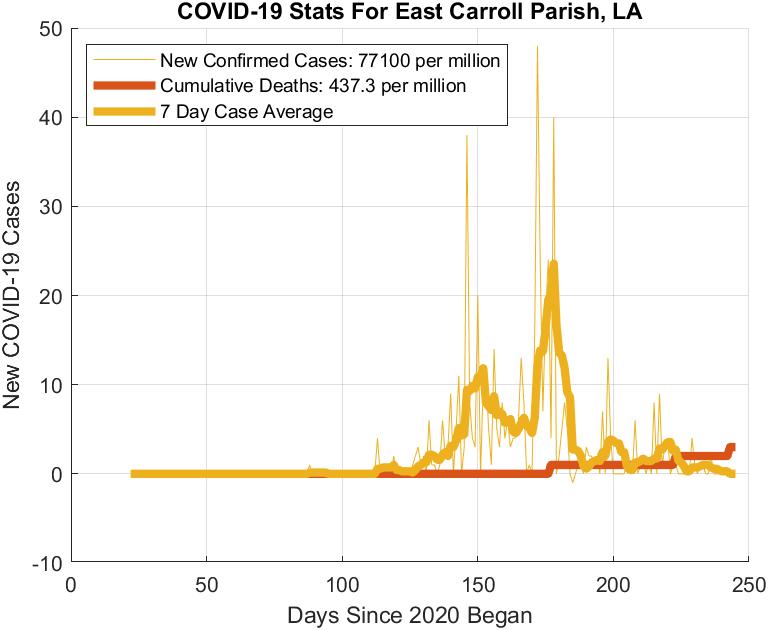 COVID-19 Stats For East Carroll Parish, LA
New Confirmed Cases: 77100 per million
Cumulative Deaths: 437.3 per million
7 Day Case Average
New COVID-19 Cases
50
40
30
20
10
0
-10
0 50 100 150 200 250
Days Since 2020 Began